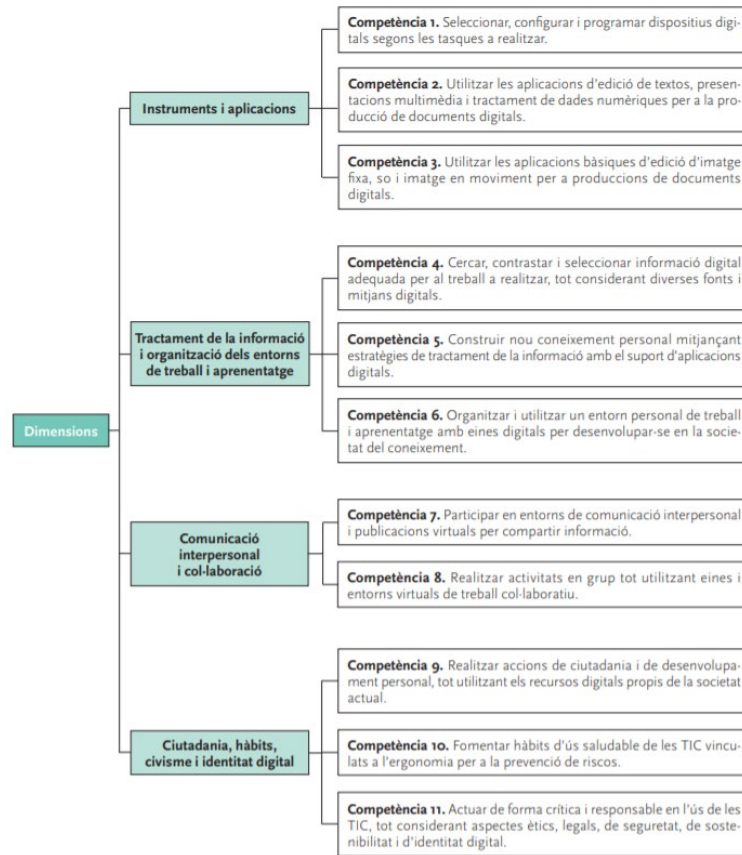 Dimensions
Instruments i aplicacions
Competència 1. Seleccionar, configurar i programar dispositius digi-
tals segons les tasques a realitzar.
Competència 2. Utilitzar les aplicacions d'edició de textos, presen-
tacions multimèdia i tractament de dades numèriques per a la pro-
ducció de documents digitals.
Competència 3. Utilitzar les aplicacions bàsiques d'edició d'imatge
fixa, so i imatge en moviment per a produccions de documents
digitals.
Tractament de la informació
i organització dels entorns
de treball i aprenentatge
Competència 4. Cercar, contrastar i seleccionar informació digital
adequada per al treball a realitzar, tot considerant diverses fonts i
mitjans digitals.
Competència 5. Construir nou coneixement personal mitjançant
estratègies de tractament de la informació amb el suport d'aplicacions
digitals.
Competència 6. Organitzar i utilitzar un entorn personal de treball
i aprenentatge amb eines digitals per desenvolupar-se en la socie-
tat del coneixement.
Comunicació
interpersonal
i col·laboració
Competència 7. Participar en entorns de comunicació interpersonal
i publicacions virtuals per compartir informació.
Competència 8. Realitzar activitats en grup tot utilitzant eines i
entorns virtuals de treball col·laboratiu.
Ciutadania, hàbits,
civisme i identitat digital
Competència 9. Realitzar accions de ciutadania i de desenvolupa-
ment personal, tot utilitzant els recursos digitals propis de la societat
actual.
Competència 10. Fomentar hàbits d'ús saludable de les TIC vincu-
lats a l'ergonomia per a la prevenció de riscos.
Competència 11. Actuar de forma crítica i responsable en l'ús de les
TIC, tot considerant aspectes ètics, legals, de seguretat, de soste-
nibilitat i d'identitat digital.